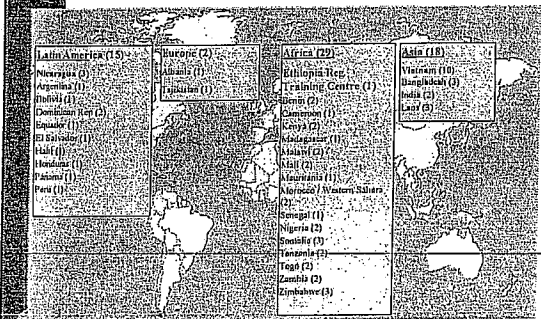 Latin America (15)
Nicaragua (3)
Argentina (1)
Bolivia (1)
Dominican Rep (2)
Equador (1)
El Salvador (1)
Haiti (1)
Honduras (1)
Panama (1)
Peru (1)
Europe (2)
Albania (1)
Tajikistan (1)
Africa (29)
Ethiopia Reg.
Training Centre (1)
Benin (2)
Cameroon (1)
Kenya (2)
Madagascar (1)
Malawi (2)
Mali (2)
Mauritania (1)
Morocco / Western Sahara
(2)
Senegal (1)
Nigeria (2)
Somalia (3)
Tanzania (2)
Togo (2)
Zambia (2)
Zimbabwe (3)
Asia (18)
Vietnam (10)
Bangladesh (3)
India (2)
Laos (3)